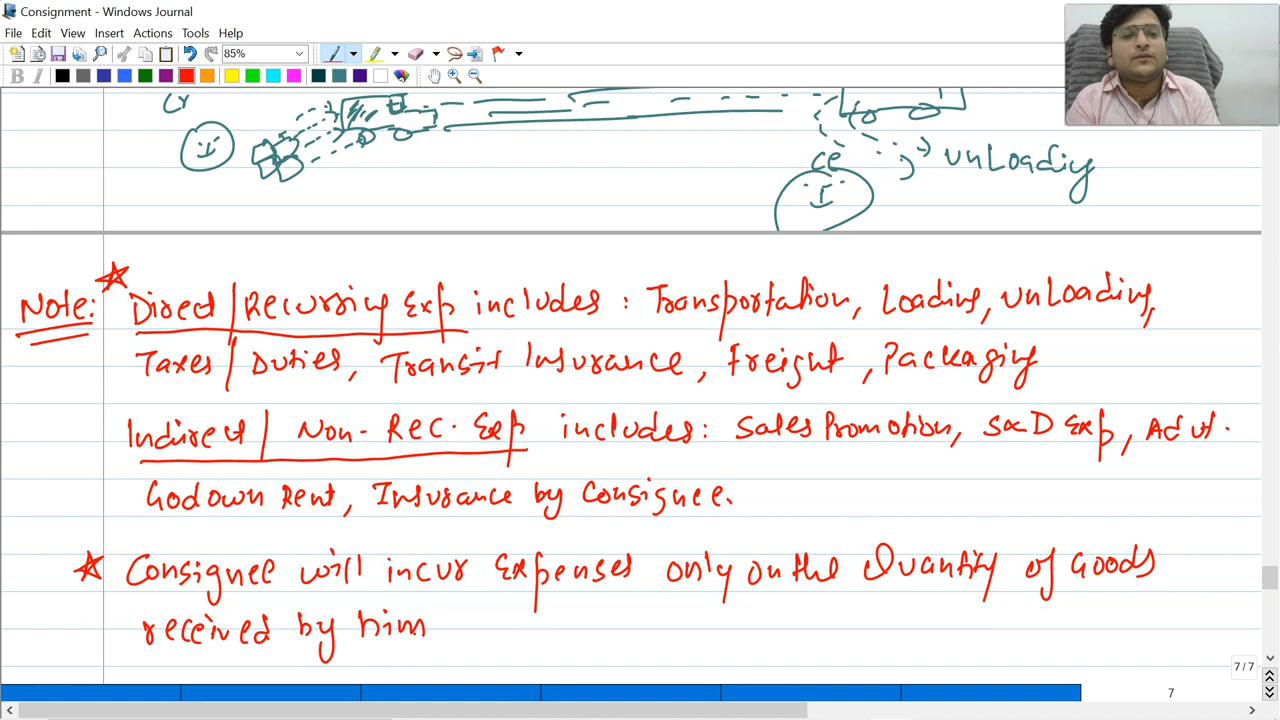 Consignment - Windows Journal
File Edit View Insert Actions Tools Help
85%
B I
Cr
I
CE
I
unLoading
Note: Direct / Recurring Exp includes : Transportation, Loading, unLoading,
Taxes / Duties, Transit Insurance, Freight, Packaging
Indirect / Non-Rec. Exp includes: Sales Promotion, S&D Exp, Advt.
Godown Rent, Insurance by Consignee.
Consignee will incur Expenses only on the Quantity of Goods
received by him
7 / 7
7